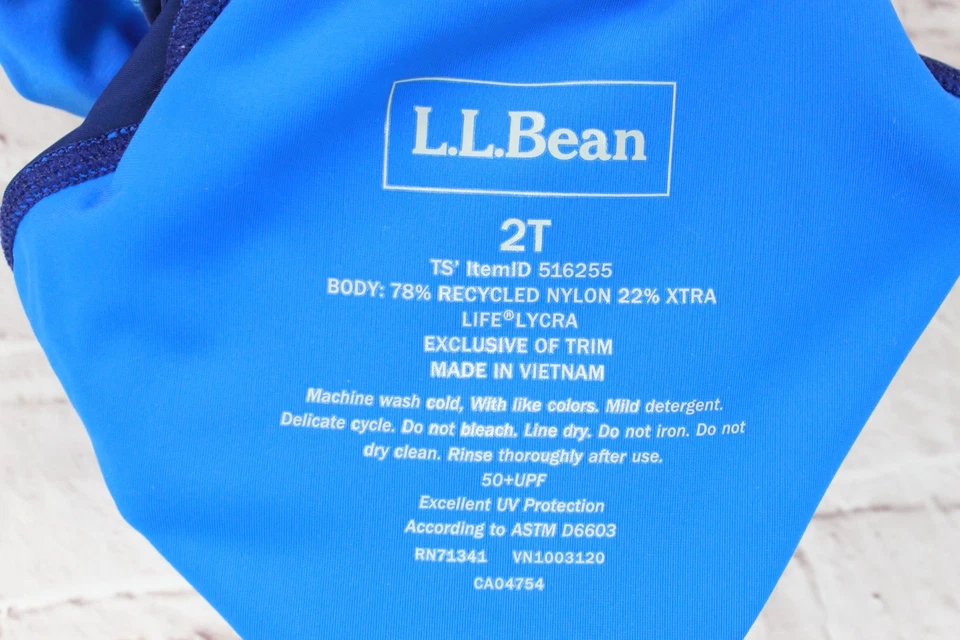 L.L.Bean
2T
TS' ItemID 516255
BODY: 78% RECYCLED NYLON 22% XTRA
LIFE®LYCRA
EXCLUSIVE OF TRIM
MADE IN VIETNAM
Machine wash cold, With like colors. Mild detergent.
Delicate cycle. Do not bleach. Line dry. Do not iron. Do not
dry clean. Rinse thoroughly after use.
50+UPF
Excellent UV Protection
According to ASTM D6603
RN71341 VN1003120
CA04754